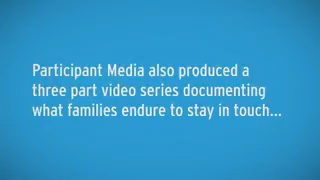 Participant Media also produced a
three part video series documenting
what families endure to stay in touch...